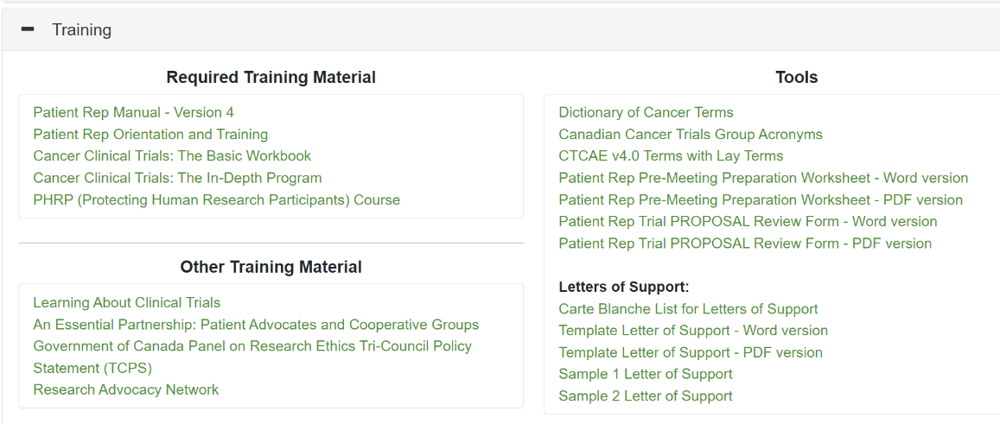 Training
Required Training Material
Patient Rep Manual - Version 4
Patient Rep Orientation and Training
Cancer Clinical Trials: The Basic Workbook
Cancer Clinical Trials: The In-Depth Program
PHRP (Protecting Human Research Participants) Course
Other Training Material
Learning About Clinical Trials
An Essential Partnership: Patient Advocates and Cooperative Groups
Government of Canada Panel on Research Ethics Tri-Council Policy
Statement (TCPS)
Research Advocacy Network
Tools
Dictionary of Cancer Terms
Canadian Cancer Trials Group Acronyms
CTCAE v4.0 Terms with Lay Terms
Patient Rep Pre-Meeting Preparation Worksheet - Word version
Patient Rep Pre-Meeting Preparation Worksheet - PDF version
Patient Rep Trial PROPOSAL Review Form - Word version
Patient Rep Trial PROPOSAL Review Form - PDF version
Letters of Support:
Carte Blanche List for Letters of Support
Template Letter of Support - Word version
Template Letter of Support - PDF version
Sample 1 Letter of Support
Sample 2 Letter of Support